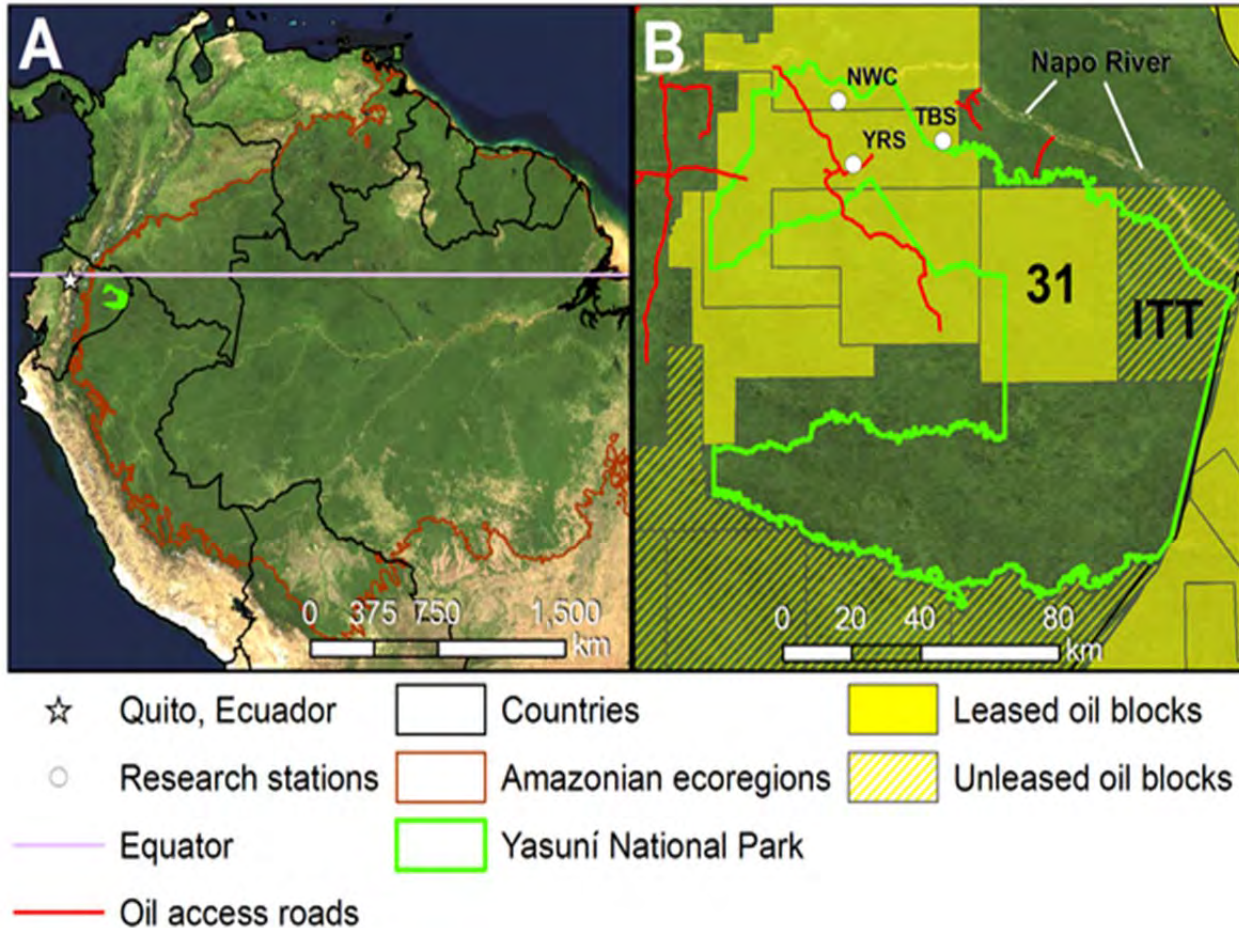 A
B
Napo River
NWC
TBS
YRS
31
ITT
0 375 750 1,500
km
0 20 40 80
km
Quito, Ecuador
Countries
Leased oil blocks
Research stations
Amazonian ecoregions
Unleased oil blocks
Equator
Yasuní National Park
Oil access roads